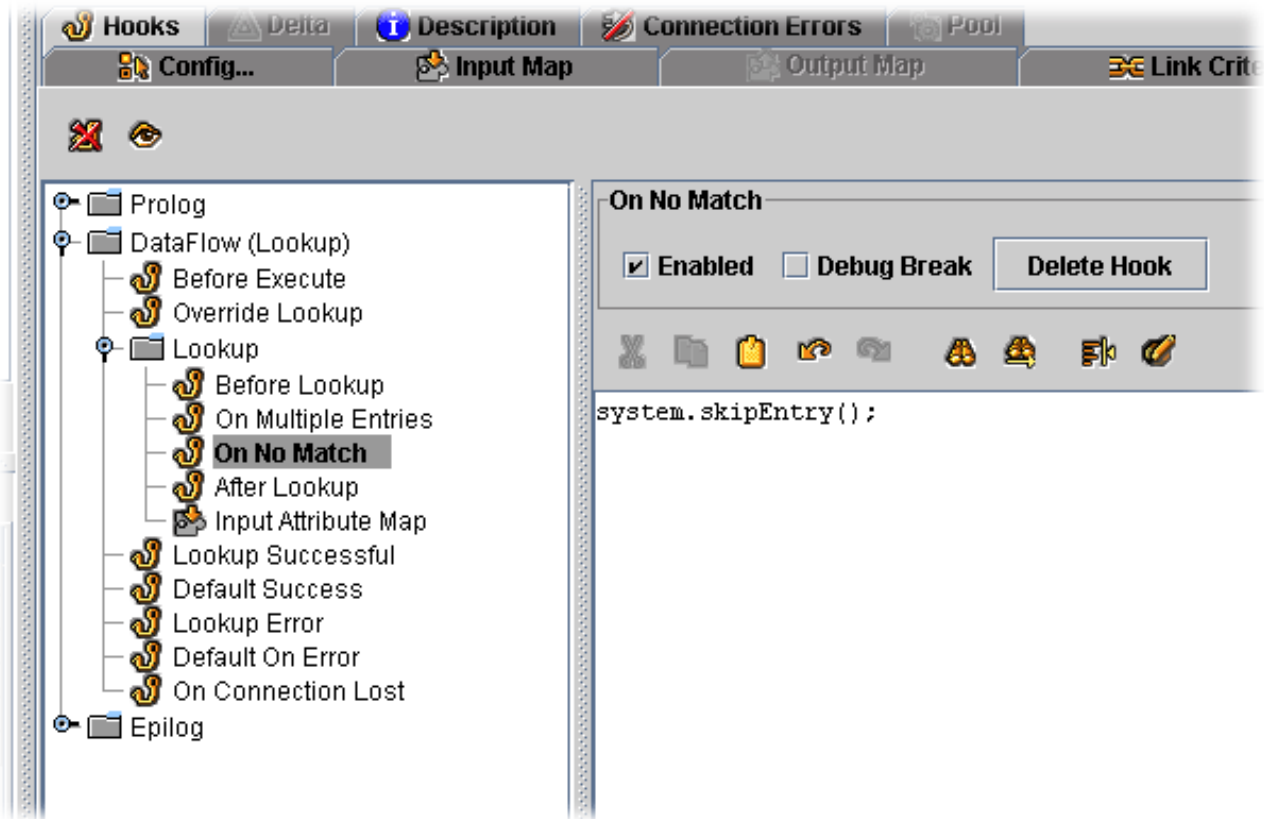 Hooks Delta Description Connection Errors Pool
Config... Input Map Output Map Link Crite
Prolog
DataFlow (Lookup)
Before Execute
Override Lookup
Lookup
Before Lookup
On Multiple Entries
On No Match
After Lookup
Input Attribute Map
Lookup Successful
Default Success
Lookup Error
Default On Error
On Connection Lost
Epilog
On No Match
Enabled Debug Break Delete Hook
system.skipEntry();